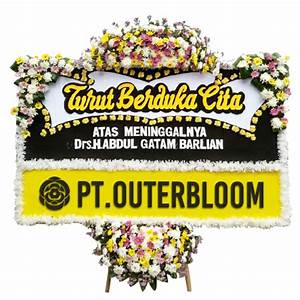 Turut Berduka Cita
ATAS MENINGGALNYA
Drs.H.ABDUL GATAM BARLIAN
PT.OUTERBLOOM